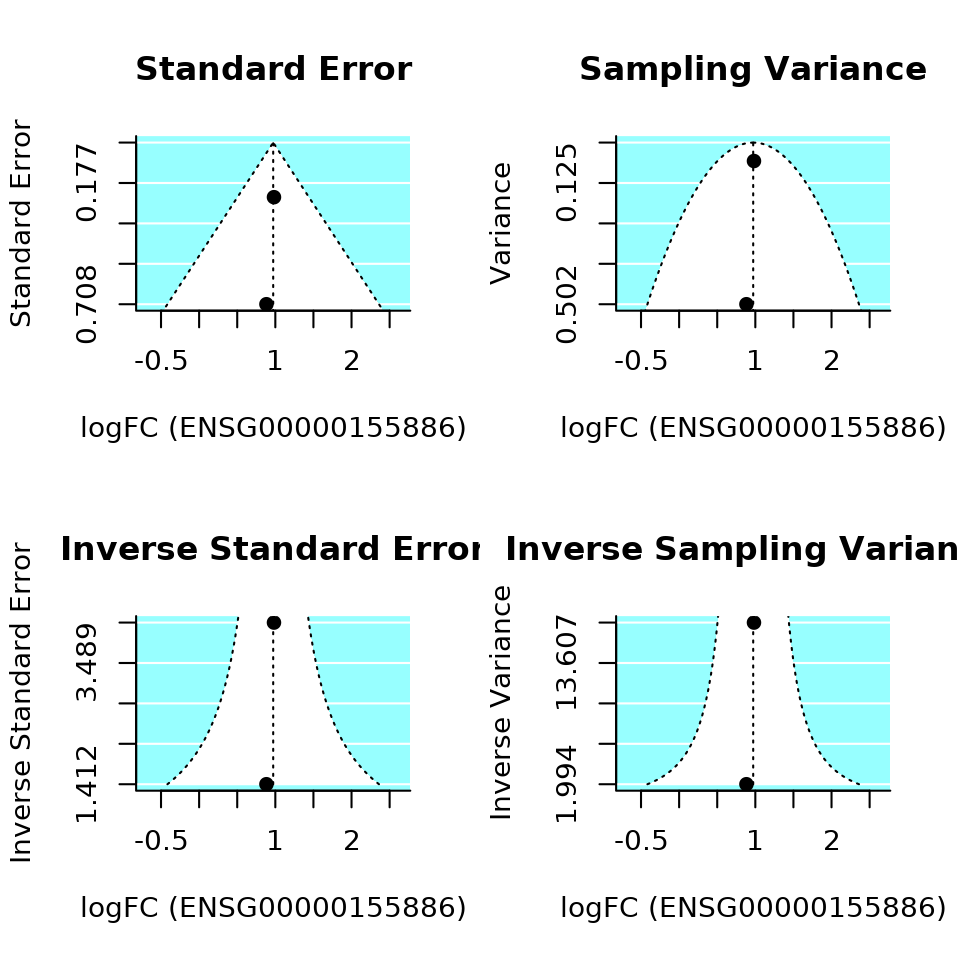 Standard Error
Standard Error
0.177
0.708
-0.5 1 2
logFC (ENSG00000155886)
Sampling Variance
Variance
0.125
0.502
-0.5 1 2
logFC (ENSG00000155886)
Inverse Standard Error
Inverse Standard Error
3.489
1.412
-0.5 1 2
logFC (ENSG00000155886)
Inverse Sampling Varian
Inverse Variance
13.607
1.994
-0.5 1 2
logFC (ENSG00000155886)